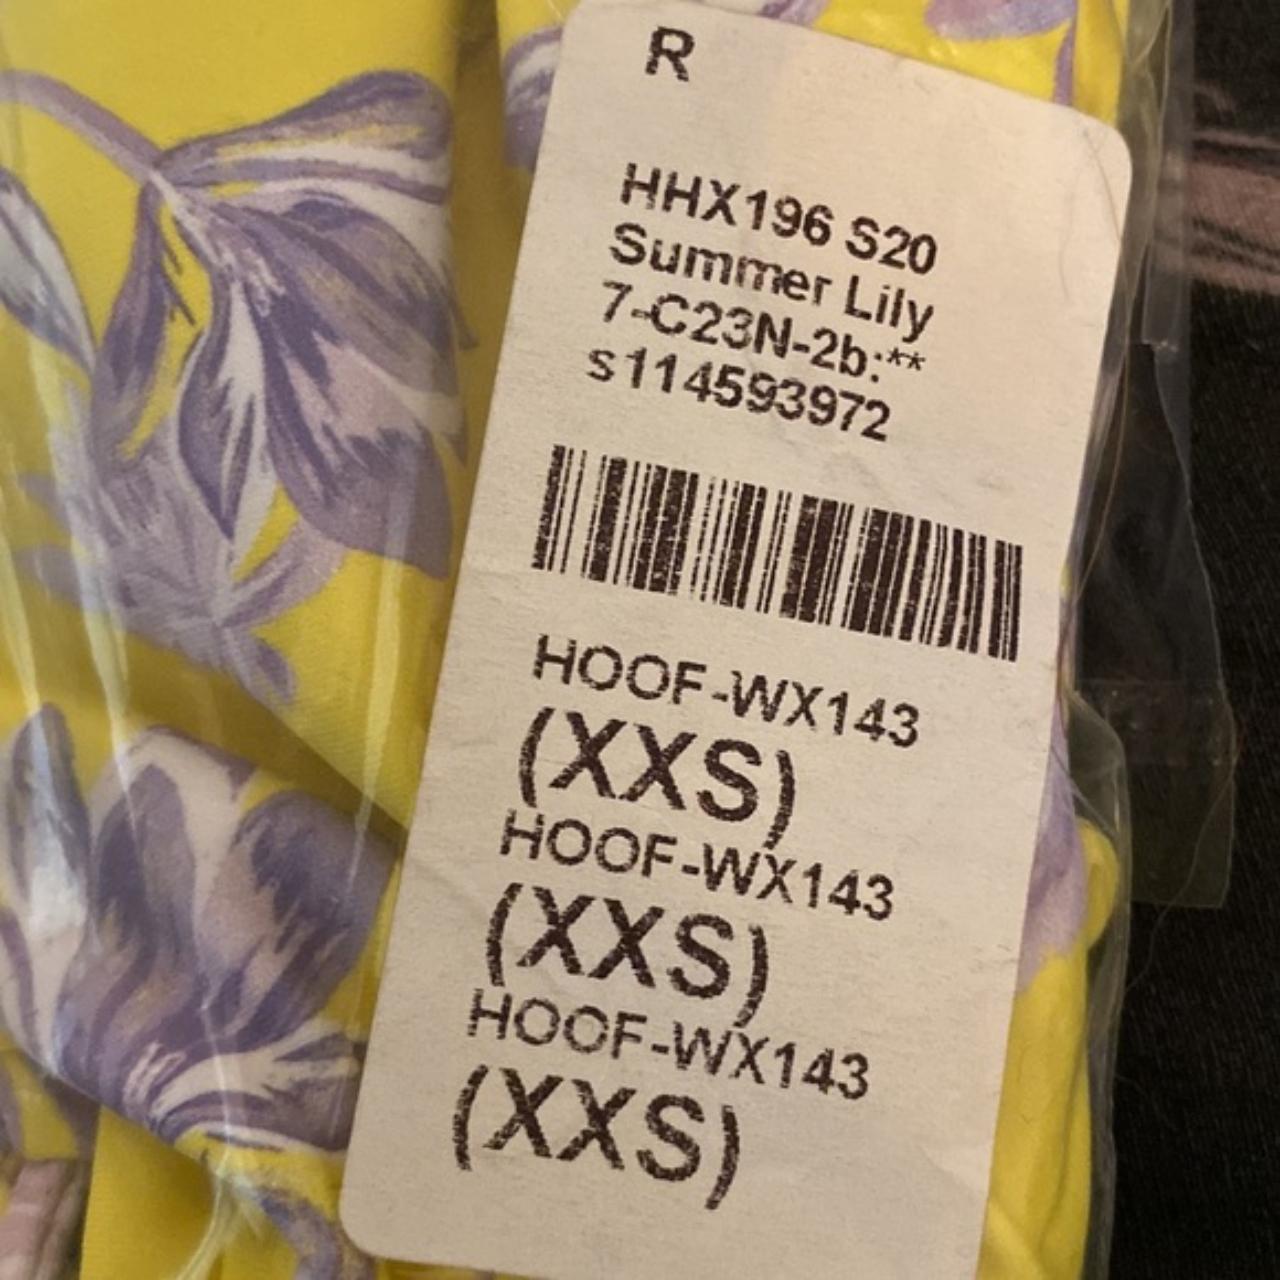 R
HHX196 S20
Summer Lily
7-C23N-2b:**
s114593972
HOOF-WX143
(XXS)
HOOF-WX143
(XXS)
HOOF-WX143
(XXS)